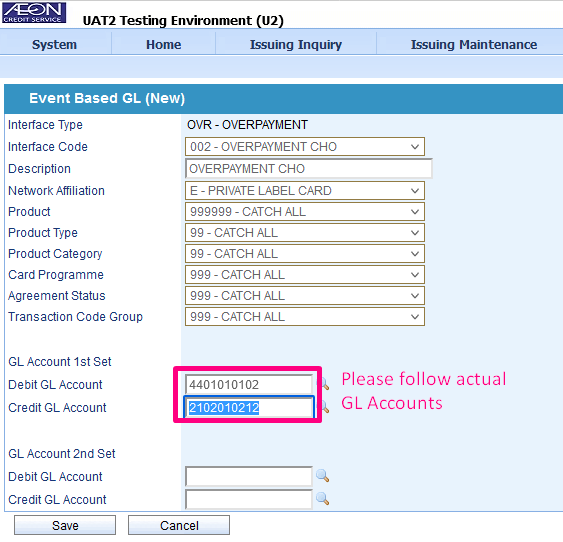 AEON
CREDIT SERVICE
UAT2 Testing Environment (U2)
System Home Issuing Inquiry Issuing Maintenance
Event Based GL (New)
Interface Type OVR - OVERPAYMENT
Interface Code 002 - OVERPAYMENT CHO
Description OVERPAYMENT CHO
Network Affiliation E - PRIVATE LABEL CARD
Product 999999 - CATCH ALL
Product Type 99 - CATCH ALL
Product Category 99 - CATCH ALL
Card Programme 999 - CATCH ALL
Agreement Status 999 - CATCH ALL
Transaction Code Group 999 - CATCH ALL
GL Account 1st Set
Debit GL Account 4401010102
Credit GL Account 2102010212
Please follow actual
GL Accounts
GL Account 2nd Set
Debit GL Account
Credit GL Account
Save Cancel